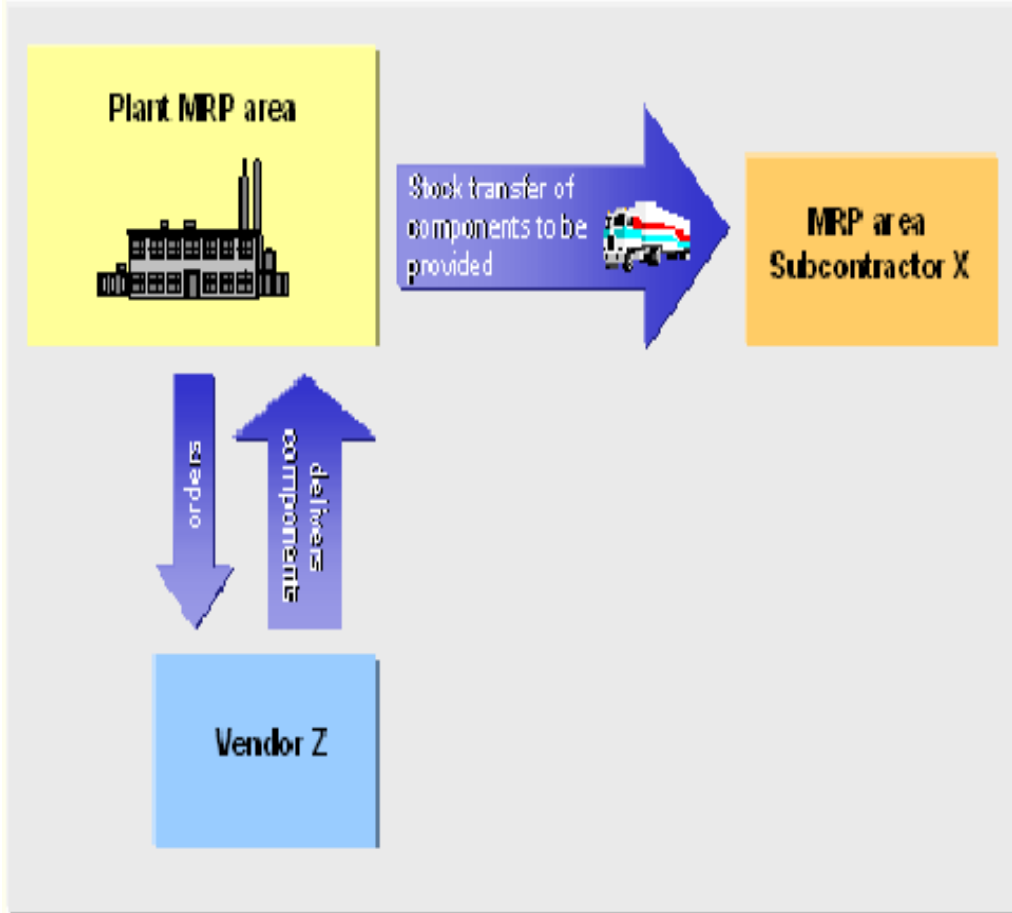 Plant MRP area
Stock transfer of
components to be
provided
MRP area
Subcontractor X
orders
delivers
components
Vendor Z